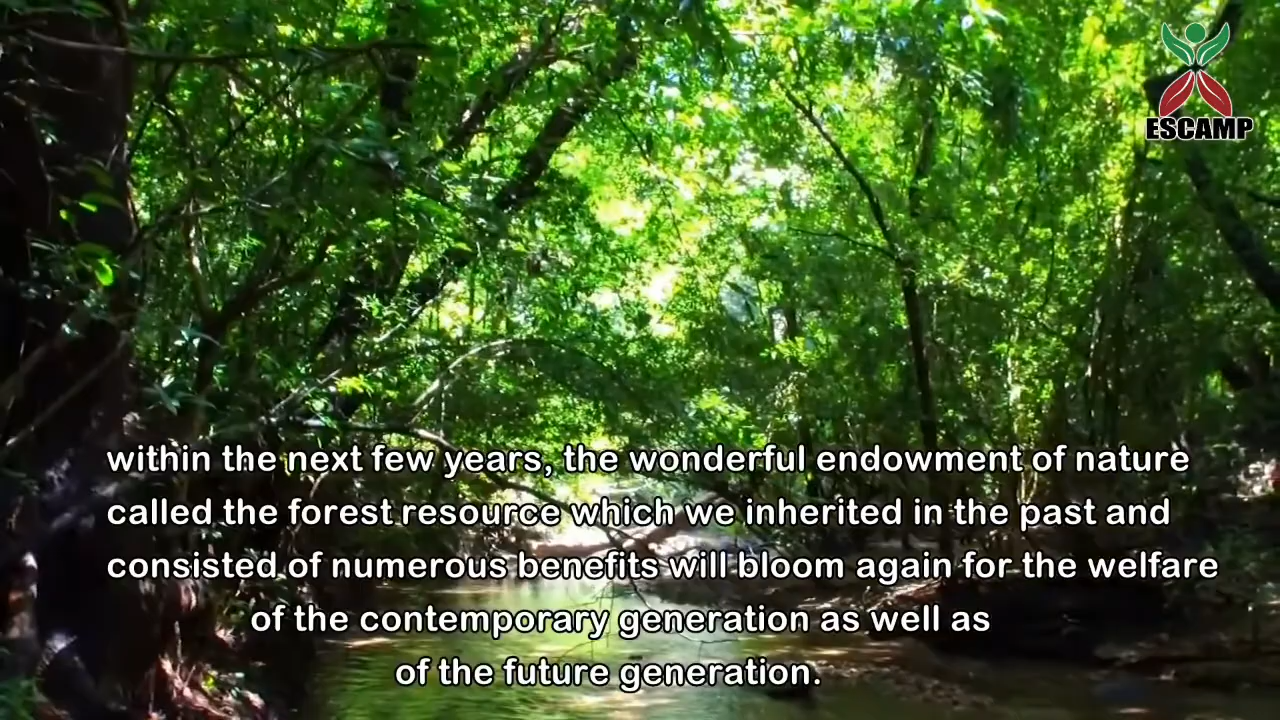 ESCAMP
within the next few years, the wonderful endowment of nature
called the forest resource which we inherited in the past and
consisted of numerous benefits will bloom again for the welfare
of the contemporary generation as well as
of the future generation.